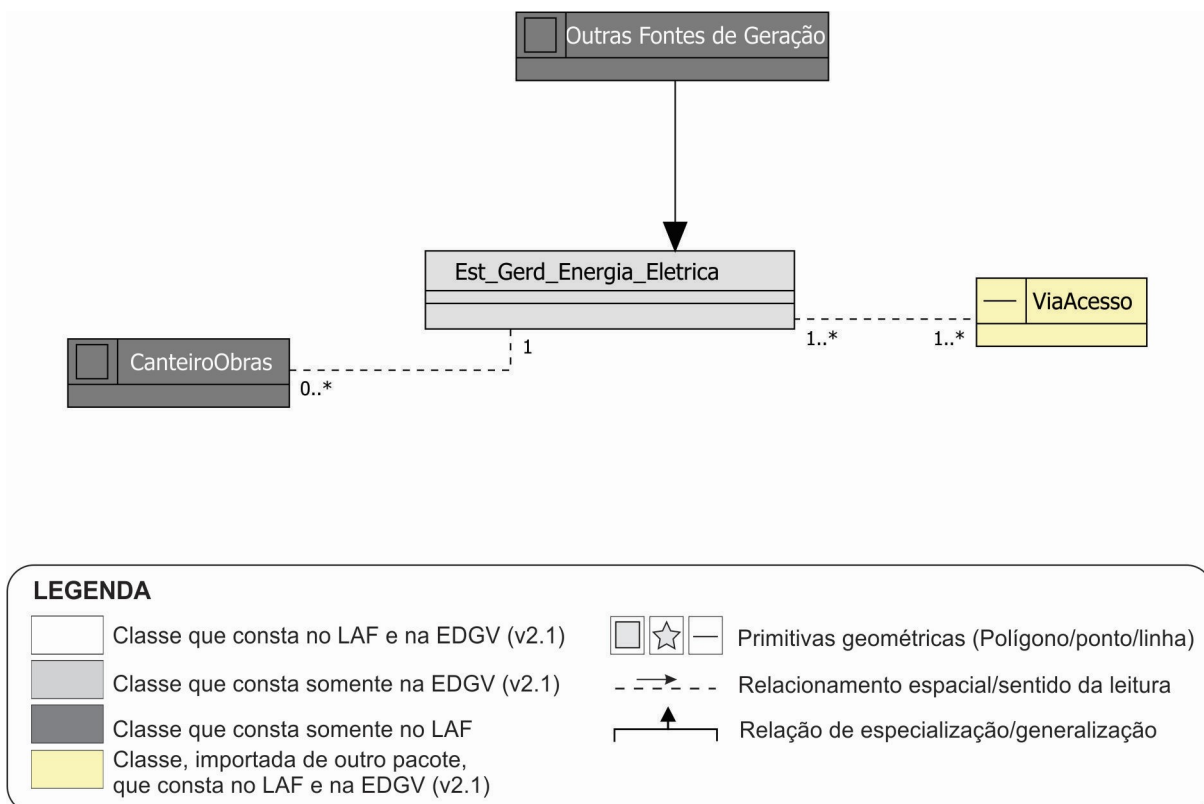 Outras Fontes de Geração
Est_Gerd_Energia_Eletrica
ViaAcesso
1..*
1..*
1
CanteiroObras
0..*
LEGENDA
Classe que consta no LAF e na EDGV (v2.1)
Classe que consta somente na EDGV (v2.1)
Classe que consta somente no LAF
Classe, importada de outro pacote,
que consta no LAF e na EDGV (v2.1)
Primitivas geométricas (Polígono/ponto/linha)
Relacionamento espacial/sentido da leitura
Relação de especialização/generalização